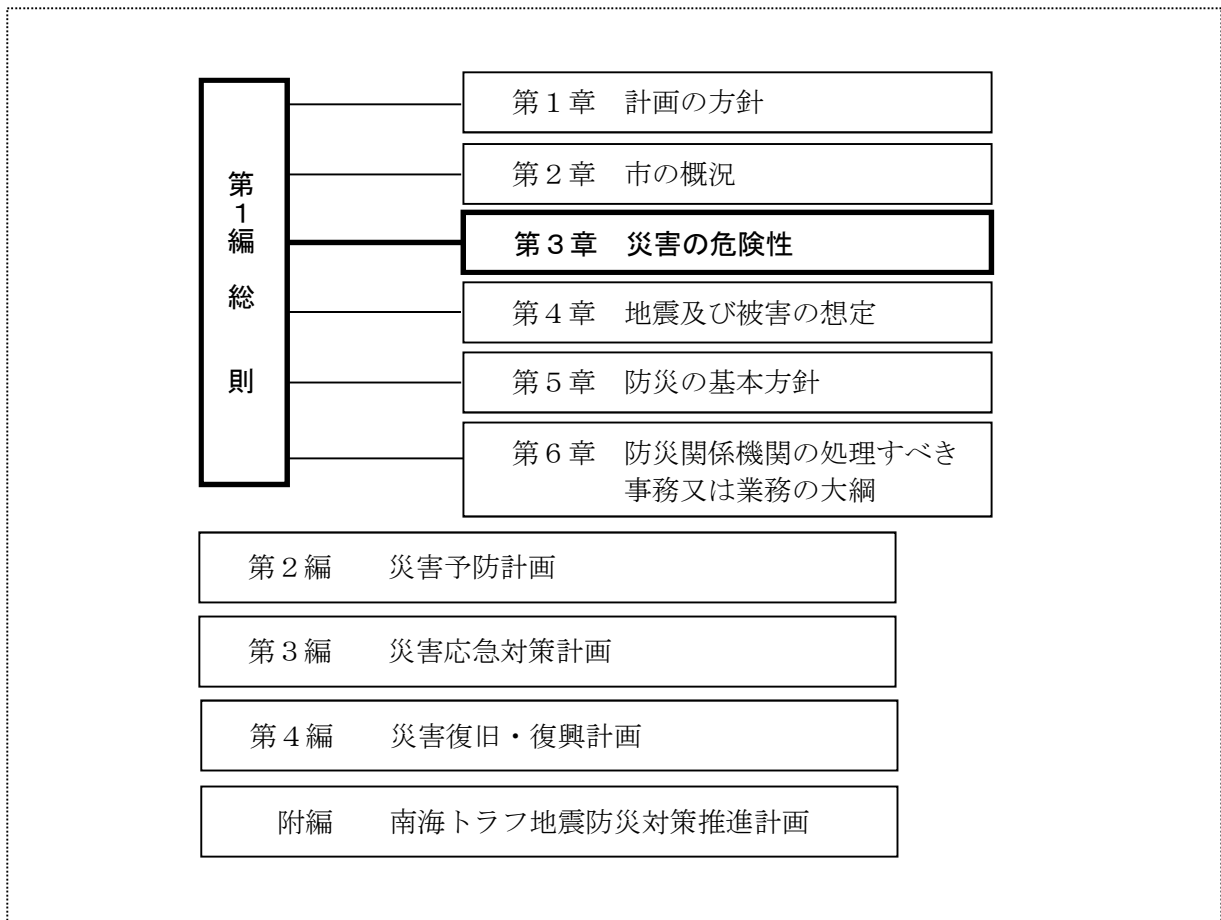 第１編 総則
第１章 計画の方針
第２章 市の概況
第３章 災害の危険性
第４章 地震及び被害の想定
第５章 防災の基本方針
第６章 防災関係機関の処理すべき
事務又は業務の大綱
第２編 災害予防計画
第３編 災害応急対策計画
第４編 災害復旧・復興計画
附編 南海トラフ地震防災対策推進計画